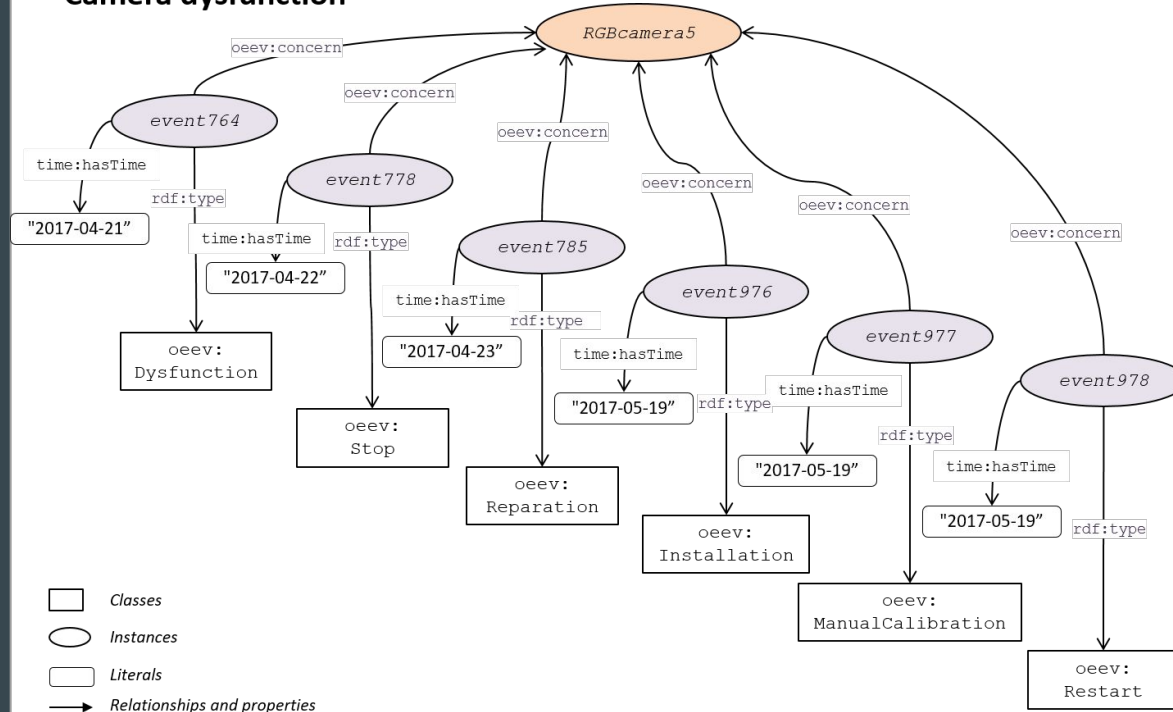 Camera dysfunction
RGBcamera5
oeev:concern
oeev:concern
event764
oeev:concern
time:hasTime
event778
rdf:type
oeev:concern
"2017-04-21”
oeev:concern
time:hasTime
rdf:type
event785
oeev:concern
"2017-04-22”
event976
time:hasTime
rdf:type
event977
oeev:
Dysfunction
"2017-04-23”
time:hasTime
event978
"2017-05-19”
rdf:type
time:hasTime
oeev:
Stop
rdf:type
"2017-05-19”
time:hasTime
oeev:
Reparation
"2017-05-19”
rdf:type
oeev:
Installation
oeev:
ManualCalibration
oeev:
Restart
Classes
Instances
Literals
Relationships and properties